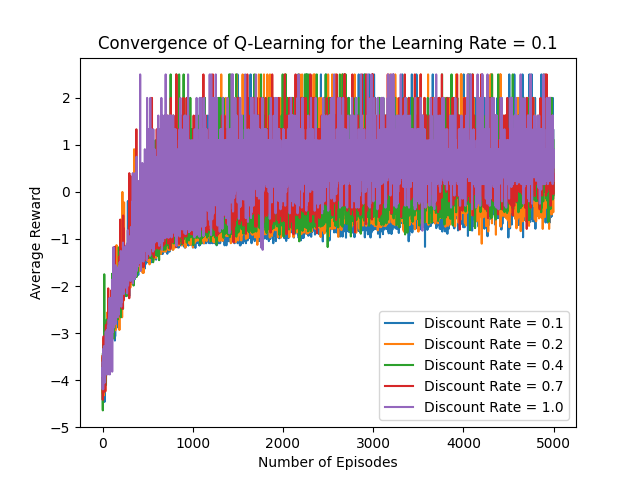 Convergence of Q-Learning for the Learning Rate = 0.1
Average Reward
2
1
0
−1
−2
−3
−4
−5
0 1000 2000 3000 4000 5000
Number of Episodes
Discount Rate = 0.1
Discount Rate = 0.2
Discount Rate = 0.4
Discount Rate = 0.7
Discount Rate = 1.0